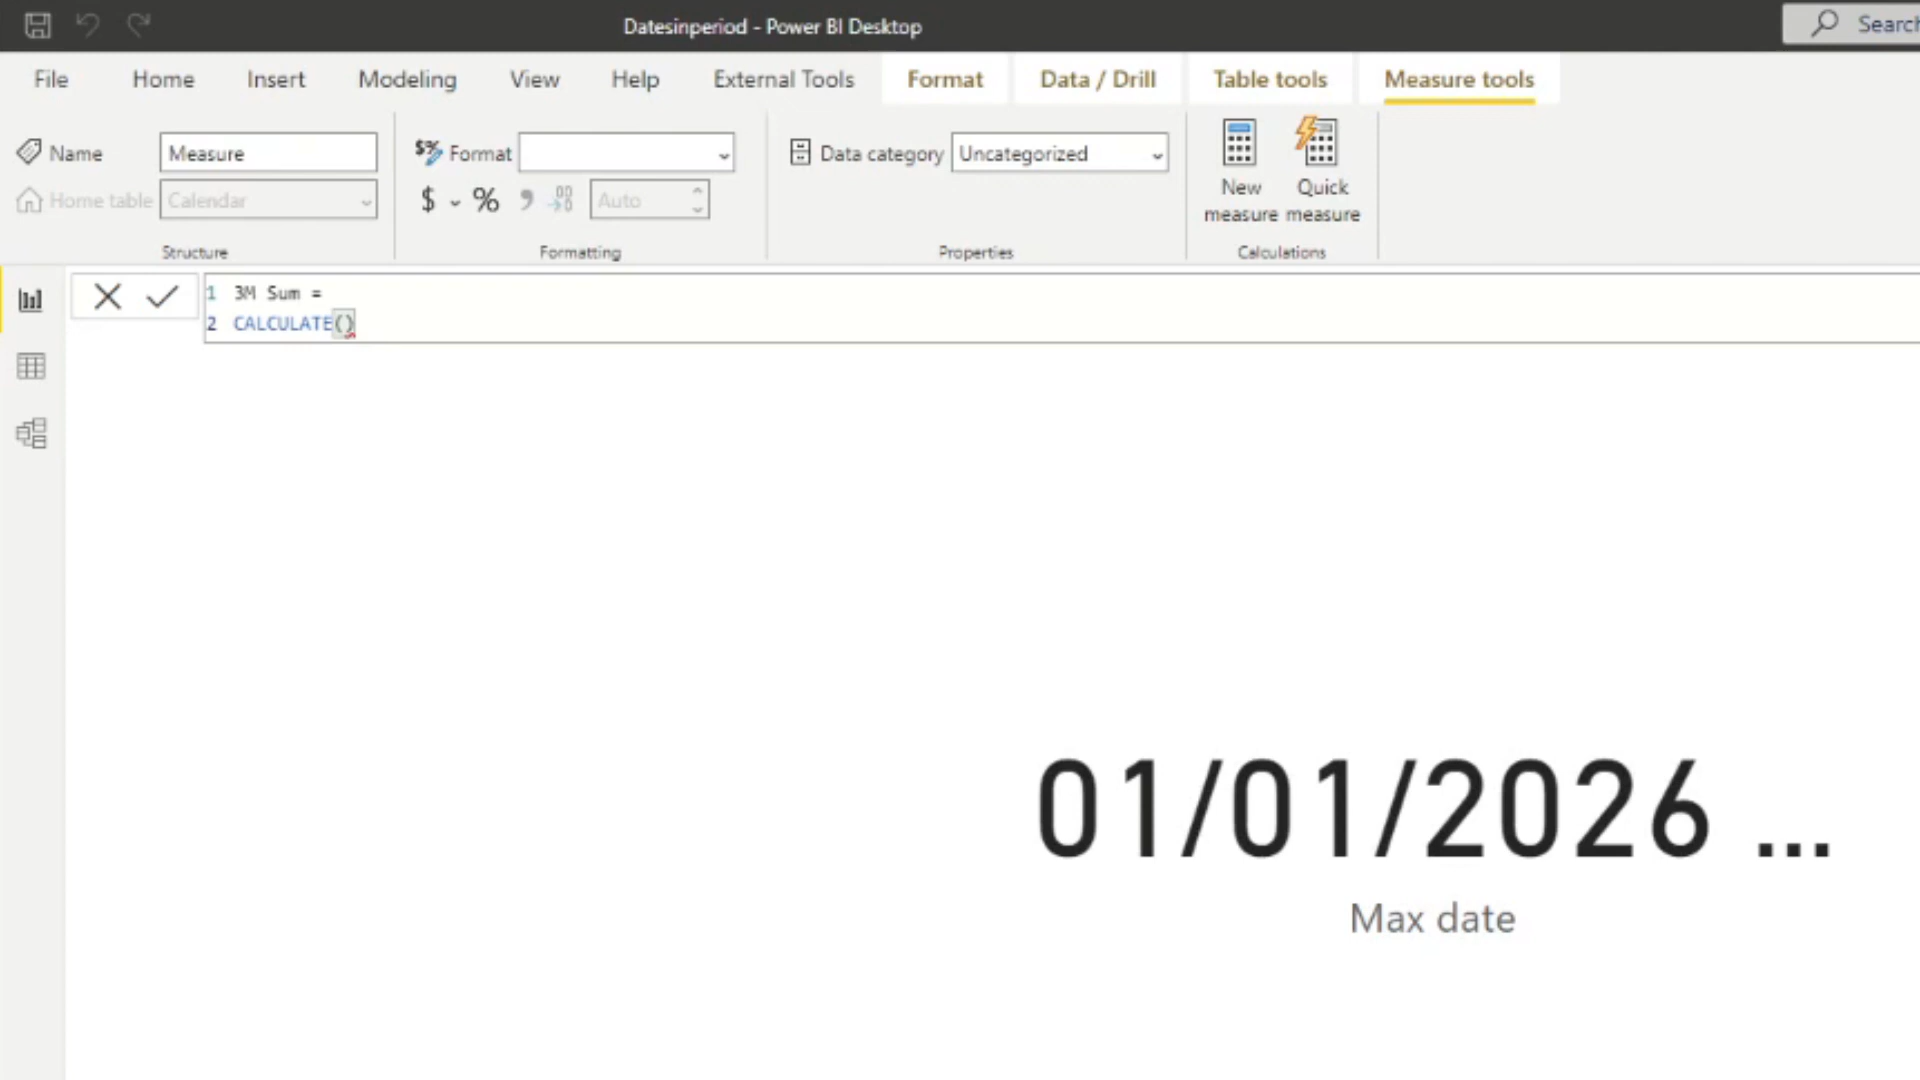 Datesinperiod - Power BI Desktop
Search
File Home Insert Modeling View Help External Tools Format Data / Drill Table tools Measure tools
Name Measure
Home table Calendar
Structure
$% Format
$ % , .00 Auto
Formatting
Data category Uncategorized
Properties
New measure
Quick measure
Calculations
1 3M Sum =
2 CALCULATE()
01/01/2026 ...
Max date